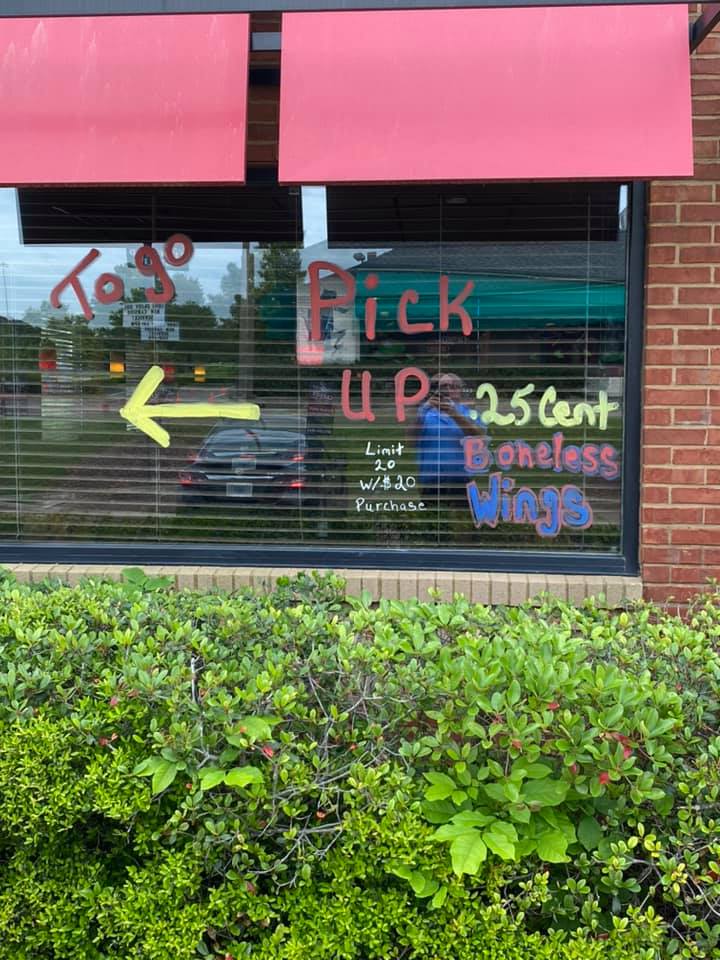 To go
Pick
UP
.25 Cent
Boneless
Wings
Limit
20
W/$20
Purchase